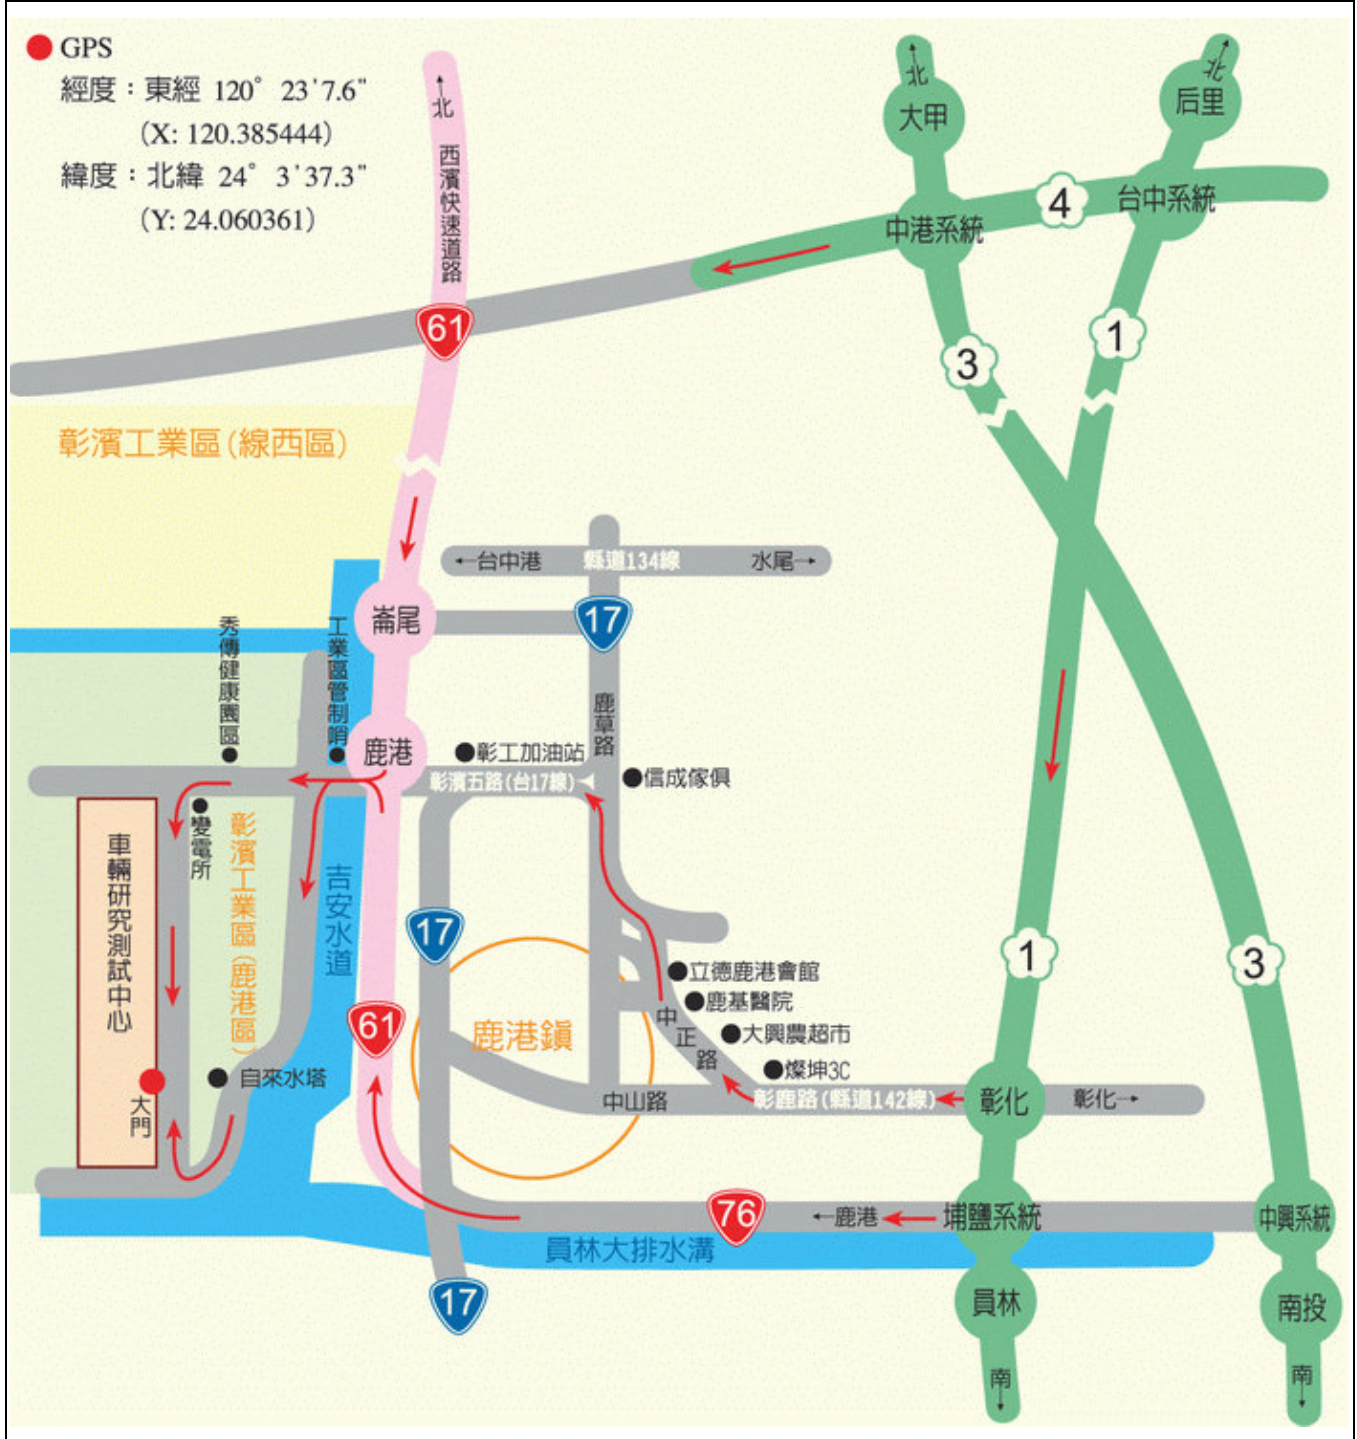 GPS
經度：東經 120° 23'7.6"
(X: 120.385444)
緯度：北緯 24° 3'37.3"
(Y: 24.060361)
←北
西濱快速道路
61
←北
大甲
北→
后里
4
台中系統
中港系統
3
1
彰濱工業區(線西區)
←台中港
縣道134線
水尾→
崙尾
17
秀傳健康園區
工業區管制哨
鹿草路
鹿港
彰工加油站
彰濱五路(台17線)
信成傢俱
變電所
彰濱工業區(鹿港區)
車輛研究測試中心
吉安水道
17
1
3
立德鹿港會館
鹿基醫院
中正路
大興農超市
燦坤3C
61
鹿港鎮
自來水塔
大門
中山路
彰鹿路(縣道142線)
彰化
彰化→
76
←鹿港
埔鹽系統
中興系統
員林大排水溝
17
員林
南投
南→
南→